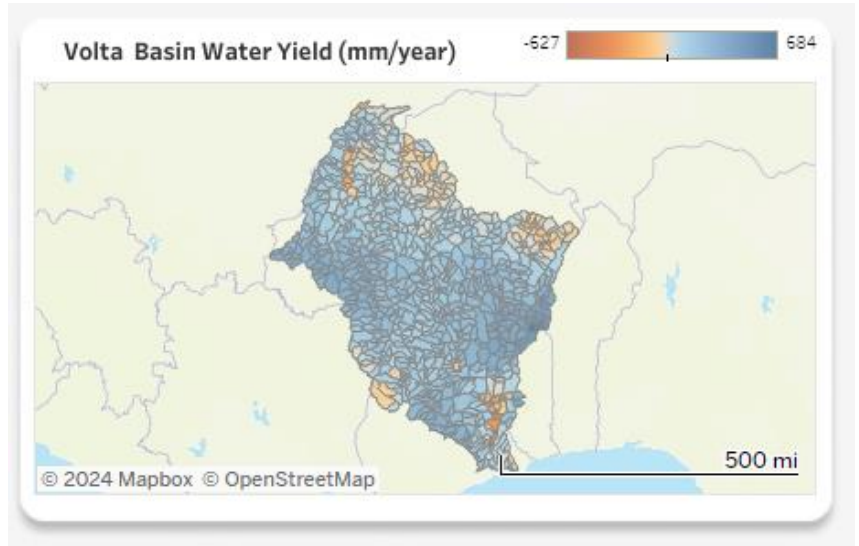 Volta Basin Water Yield (mm/year)
-627
684
500 mi
© 2024 Mapbox © OpenStreetMap